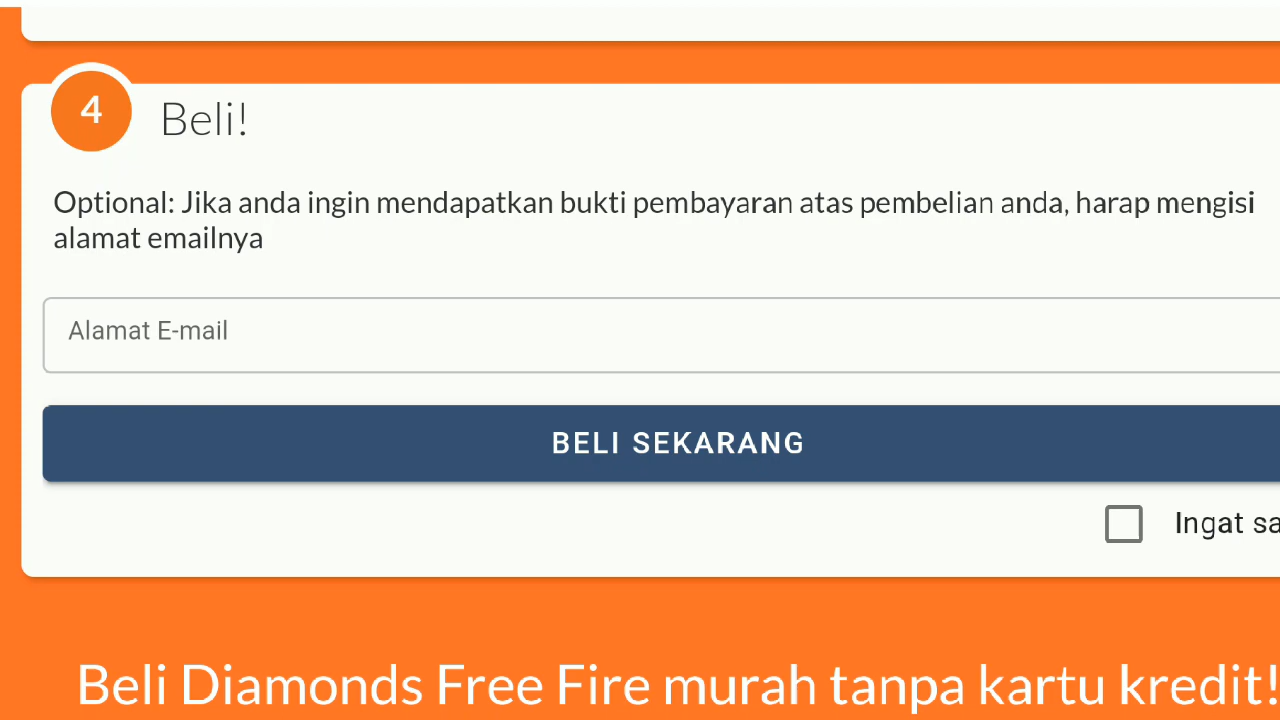 4
Beli!
Optional: Jika anda ingin mendapatkan bukti pembayaran atas pembelian anda, harap mengisi
alamat emailnya
Alamat E-mail
BELI SEKARANG
Ingat sa
Beli Diamonds Free Fire murah tanpa kartu kredit!